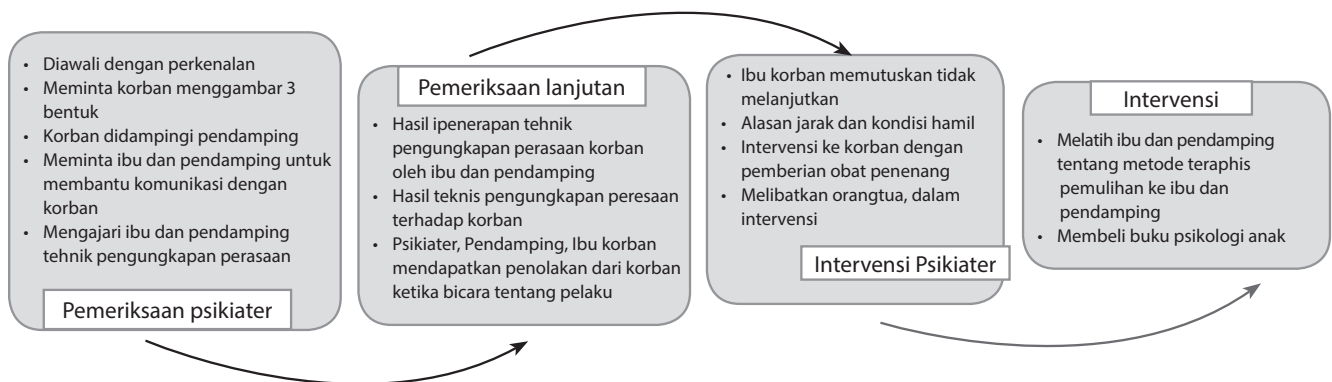 • Diawali dengan perkenalan
• Meminta korban menggambar 3
bentuk
• Korban didampingi pendamping
• Meminta ibu dan pendamping untuk
membantu komunikasi dengan
korban
• Mengajari ibu dan pendamping
tehnik pengungkapan perasaan
Pemeriksaan psikiater
Pemeriksaan lanjutan
• Hasil ipenerapan tehnik
pengungkapan perasaan korban
oleh ibu dan pendamping
• Hasil teknis pengungkapan peresaan
terhadap korban
• Psikiater, Pendamping, Ibu korban
mendapatkan penolakan dari korban
ketika bicara tentang pelaku
• Ibu korban memutuskan tidak
melanjutkan
• Alasan jarak dan kondisi hamil
• Intervensi ke korban dengan
pemberian obat penenang
• Melibatkan orangtua, dalam
intervensi
Intervensi Psikiater
Intervensi
• Melatih ibu dan pendamping
tentang metode teraphis
pemulihan ke ibu dan
pendamping
• Membeli buku psikologi anak